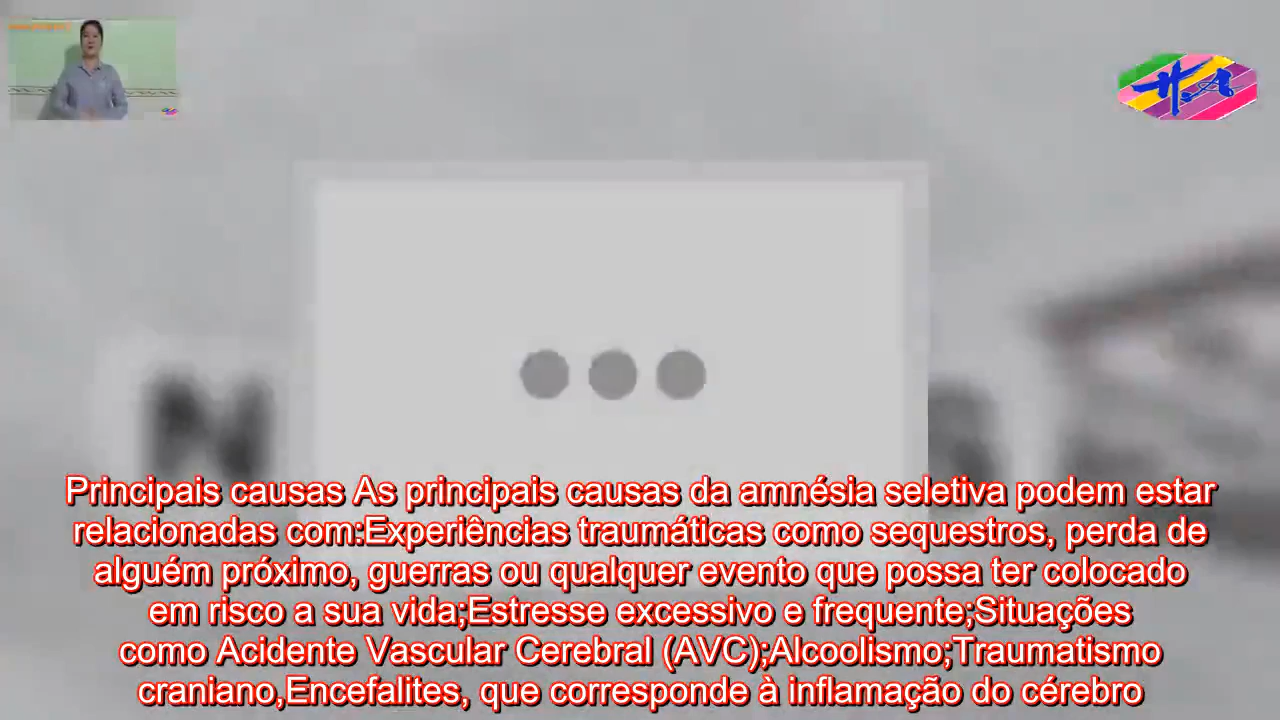 Principais causas As principais causas da amnésia seletiva podem estar
relacionadas com:Experiências traumáticas como sequestros, perda de
alguém próximo, guerras ou qualquer evento que possa ter colocado
em risco a sua vida;Estresse excessivo e frequente;Situações
como Acidente Vascular Cerebral (AVC);Alcoolismo;Traumatismo
craniano,Encefalites, que corresponde à inflamação do cérebro